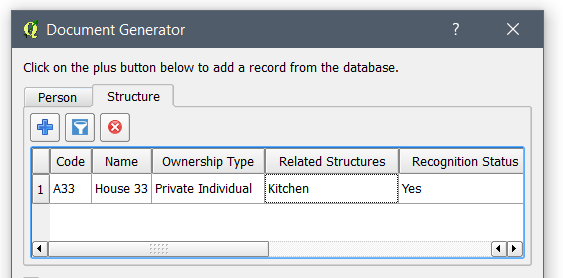 Document Generator
Click on the plus button below to add a record from the database.
Person Structure
Code Name Ownership Type Related Structures Recognition Status
1 A33 House 33 Private Individual Kitchen Yes